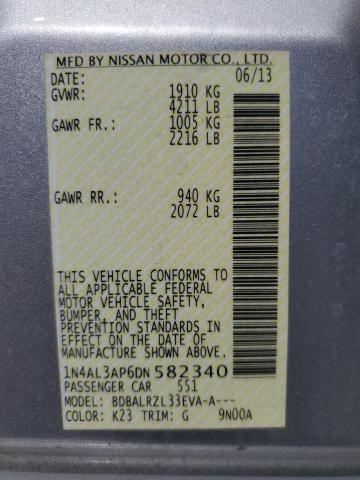 MFD BY NISSAN MOTOR CO., LTD.
DATE: 06/13
GVWR: 1910 KG
4211 LB
GAWR FR.: 1005 KG
2216 LB
GAWR RR.: 940 KG
2072 LB
THIS VEHICLE CONFORMS TO
ALL APPLICABLE FEDERAL
MOTOR VEHICLE SAFETY,
BUMPER, AND THEFT
PREVENTION STANDARDS IN
EFFECT ON THE DATE OF
MANUFACTURE SHOWN ABOVE.
1N4AL3AP6DN 582340
PASSENGER CAR 551
MODEL: BDBALRZL33EVA-A---
COLOR: K23 TRIM: G 9N00A